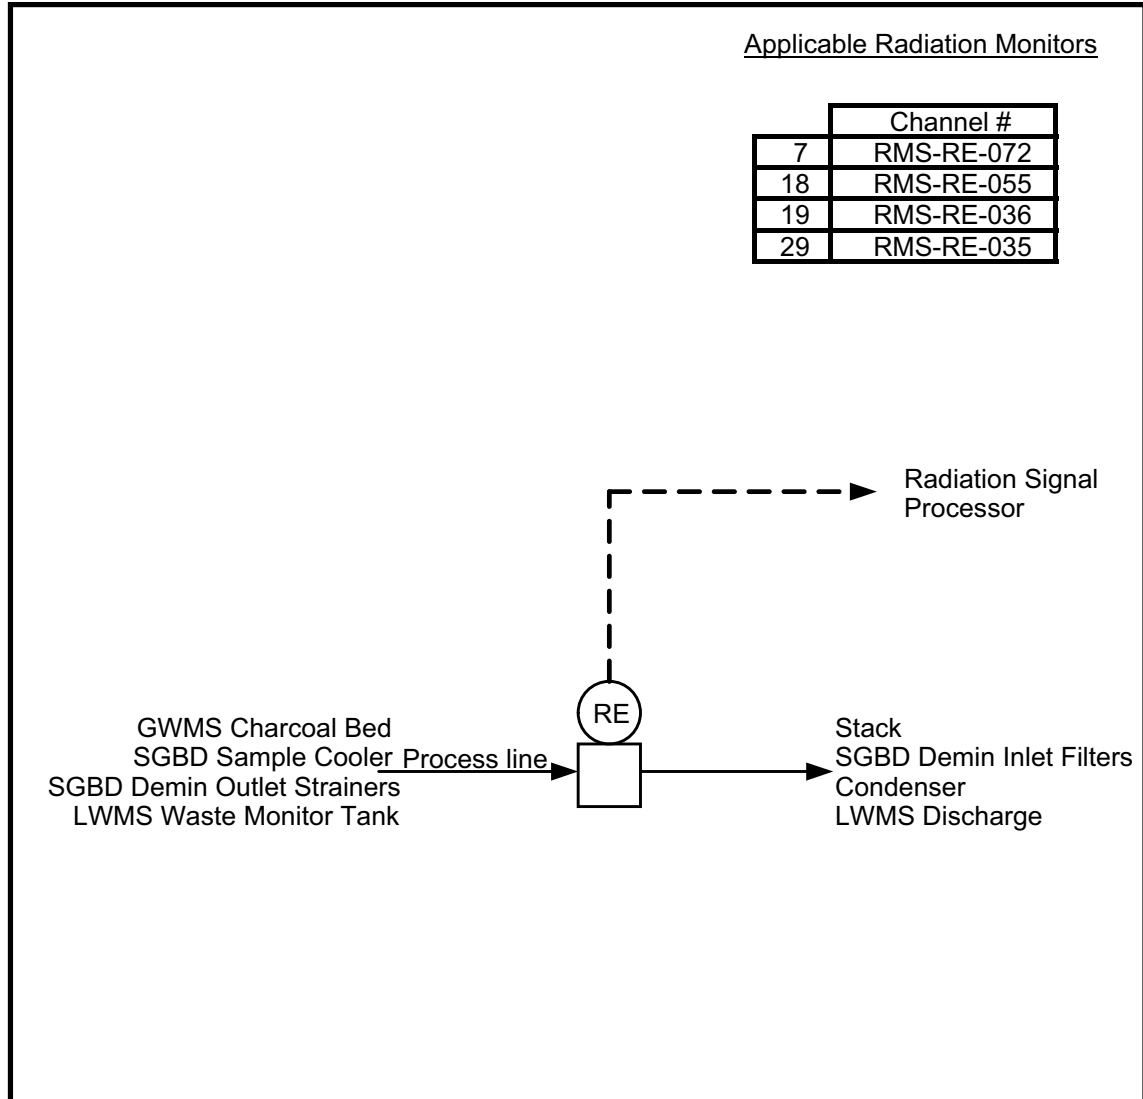 Applicable Radiation Monitors
Channel #
7 RMS-RE-072
18 RMS-RE-055
19 RMS-RE-036
29 RMS-RE-035
Radiation Signal
Processor
RE
GWMS Charcoal Bed
SGBD Sample Cooler
SGBD Demin Outlet Strainers
LWMS Waste Monitor Tank
Process line
Stack
SGBD Demin Inlet Filters
Condenser
LWMS Discharge